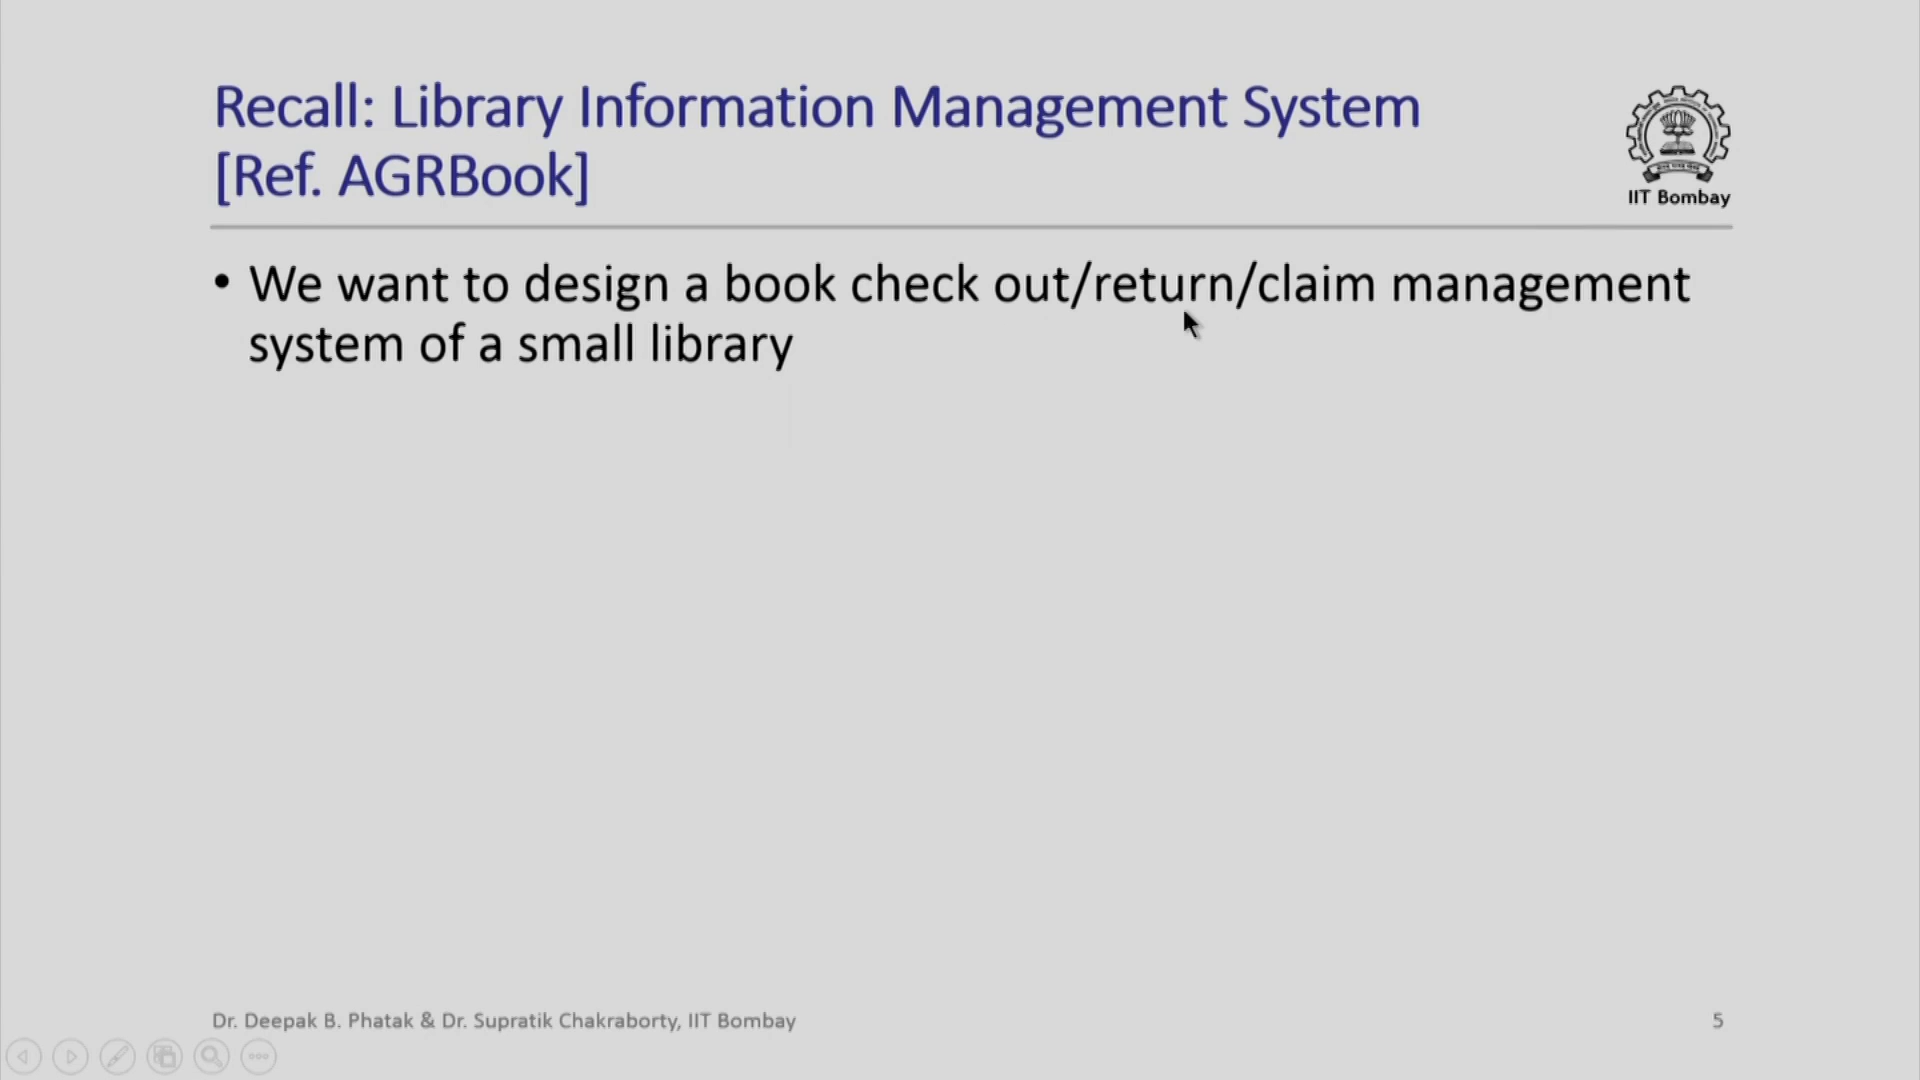 Recall: Library Information Management System
[Ref. AGRBook]
IIT Bombay
• We want to design a book check out/return/claim management
system of a small library
Dr. Deepak B. Phatak & Dr. Supratik Chakraborty, IIT Bombay
5